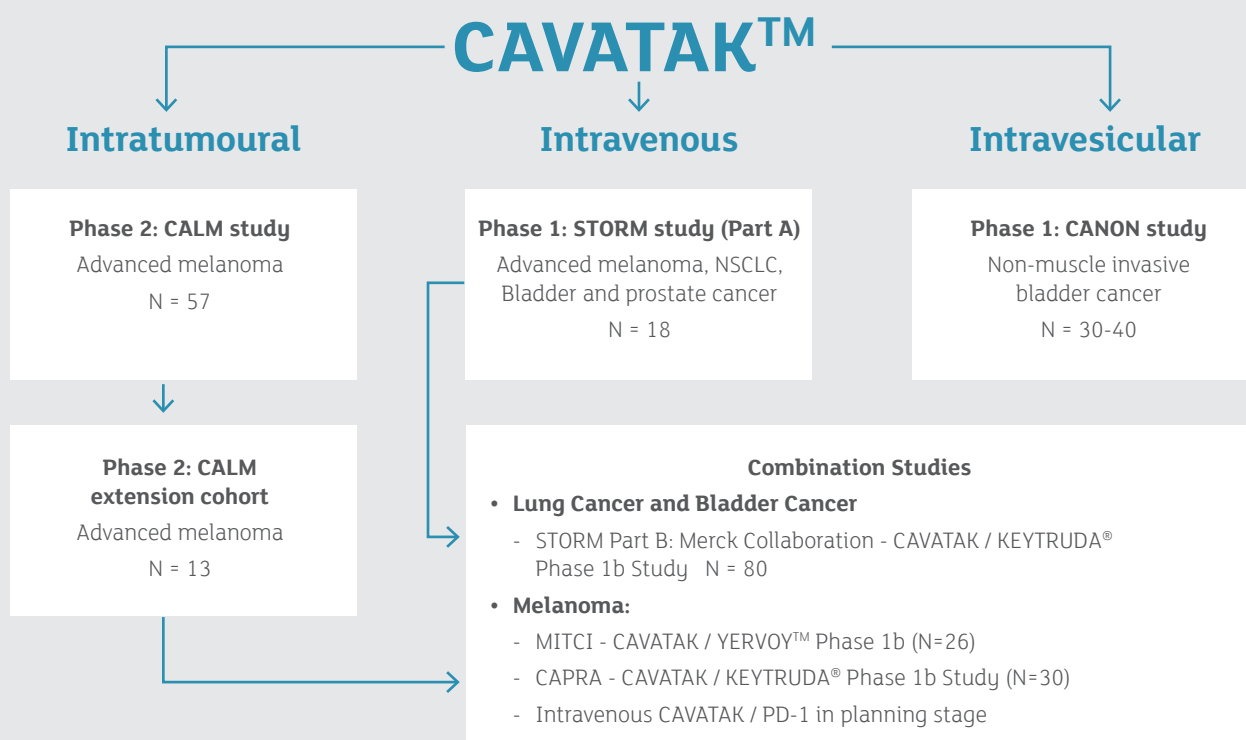 CAVATAK™
Intratumoural
Intravenous
Intravesicular
Phase 2: CALM study
Advanced melanoma
N = 57
Phase 1: STORM study (Part A)
Advanced melanoma, NSCLC,
Bladder and prostate cancer
N = 18
Phase 1: CANON study
Non-muscle invasive
bladder cancer
N = 30-40
Phase 2: CALM
extension cohort
Advanced melanoma
N = 13
Combination Studies
• Lung Cancer and Bladder Cancer
- STORM Part B: Merck Collaboration - CAVATAK / KEYTRUDA®
Phase 1b Study N = 80
• Melanoma:
- MITCI - CAVATAK / YERVOY™ Phase 1b (N=26)
- CAPRA - CAVATAK / KEYTRUDA® Phase 1b Study (N=30)
- Intravenous CAVATAK / PD-1 in planning stage